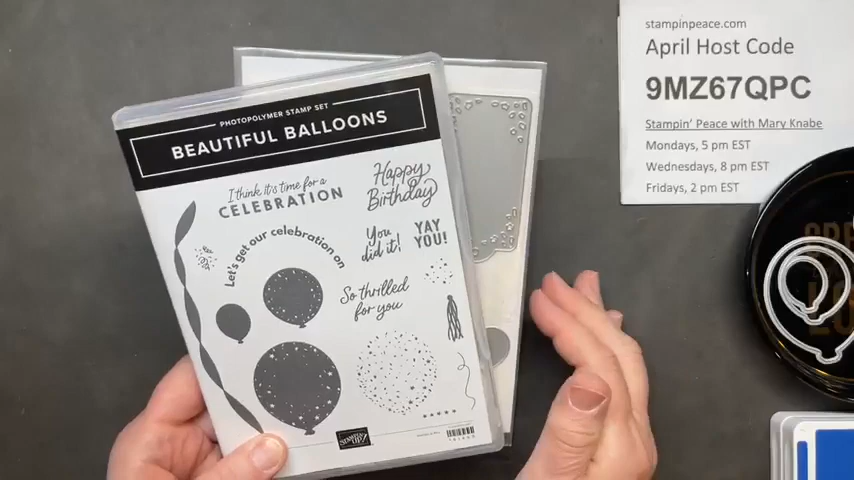 stampinpeace.com
April Host Code
9MZ67QPC
Stampin' Peace with Mary Knabe
Mondays, 5 pm EST
Wednesdays, 8 pm EST
Fridays, 2 pm EST
PHOTOPOLYMER STAMP SET
BEAUTIFUL BALLOONS
I think it's time for a
CELEBRATION
Happy
Birthday
Let's get our celebration on
You
did it!
YAY
YOU!
So thrilled
for you
STAMPIN' UP!